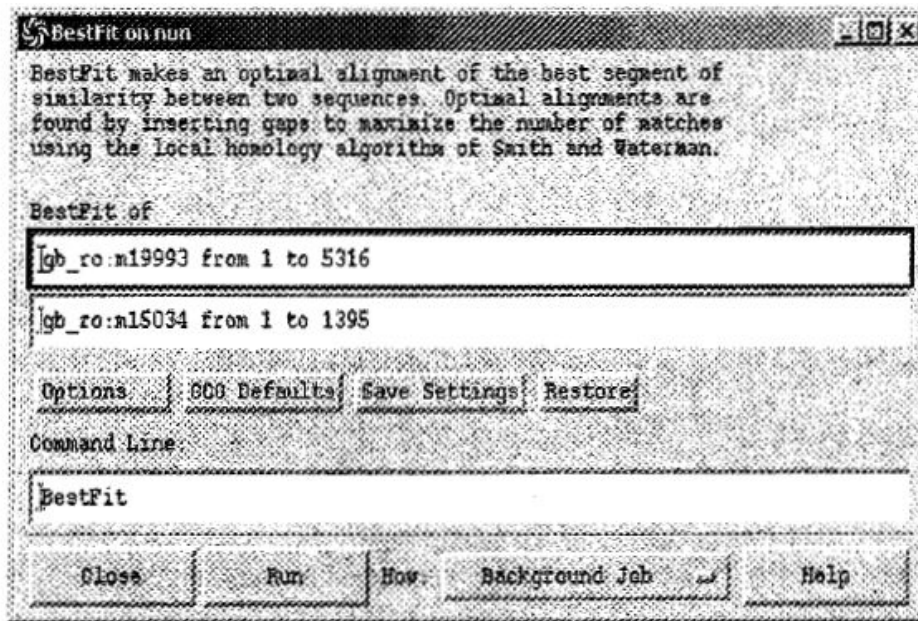 BestFit on nun
BestFit makes an optimal alignment of the best segment of
similarity between two sequences. Optimal alignments are
found by inserting gaps to maximize the number of matches
using the local homology algorithm of Smith and Waterman.
BestFit of
gb_ro:m19993 from 1 to 5316
gb_ro:m15034 from 1 to 1395
Options GCG Defaults Save Settings Restore
Command Line
BestFit
Close Run How: Background Job Help